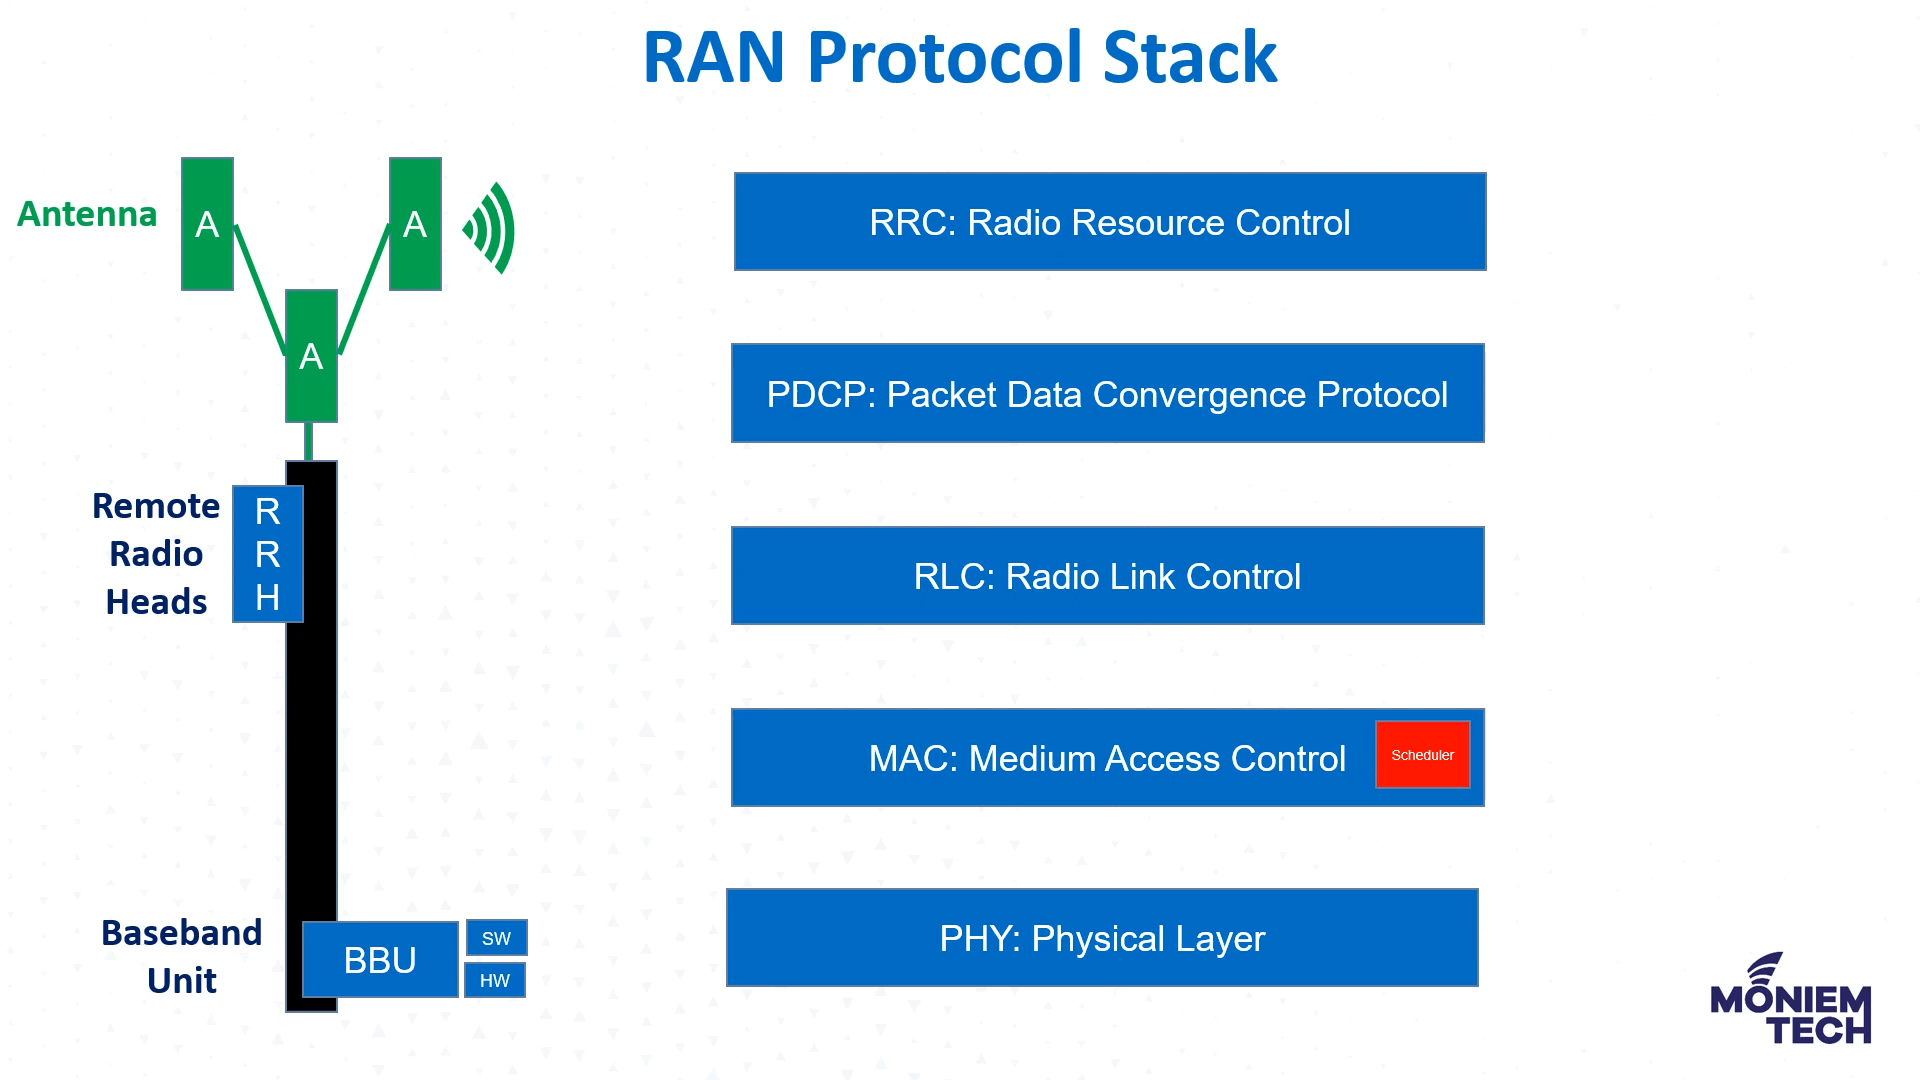 RAN Protocol Stack
Antenna
A
A
A
Remote
Radio
Heads
R
R
H
Baseband
Unit
BBU
SW
HW
RRC: Radio Resource Control
PDCP: Packet Data Convergence Protocol
RLC: Radio Link Control
MAC: Medium Access Control
Scheduler
PHY: Physical Layer
MONIEM
TECH